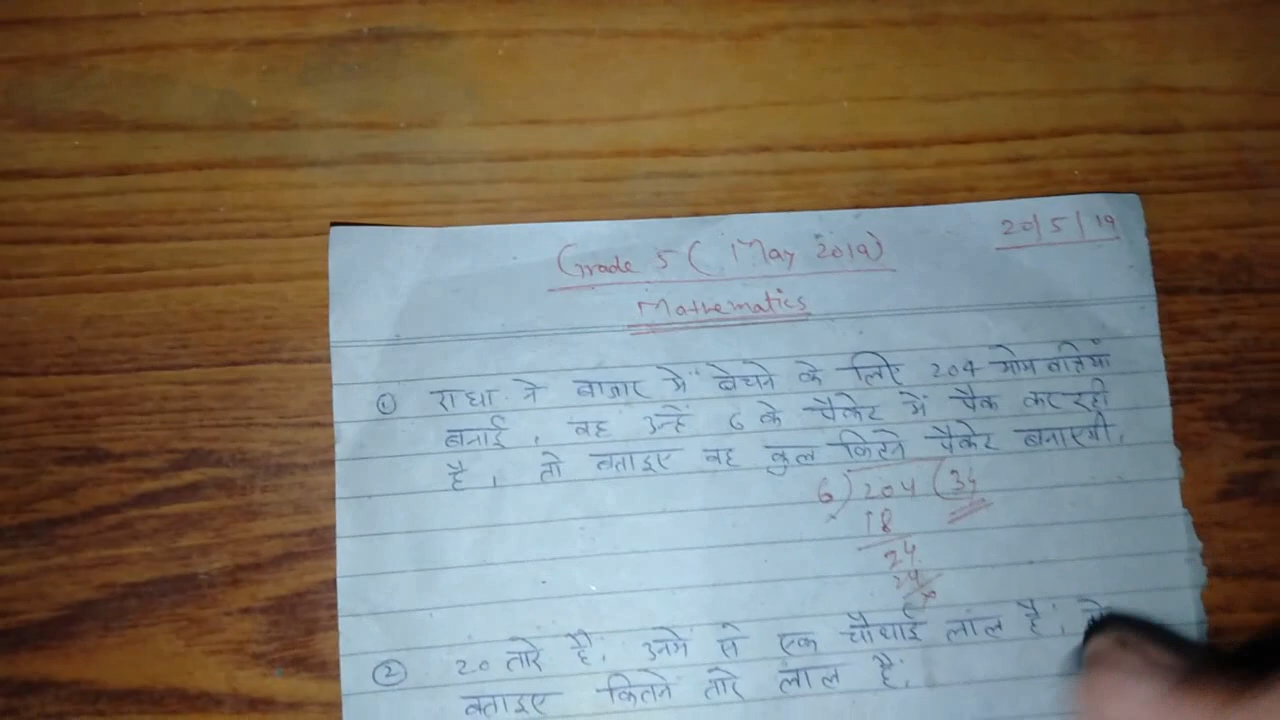 20/5/19
Grade 5 ( May 2019)
Mathematics
① राधा ने बाजार में बेचने के लिए 204 मोमबत्तियाँ
बनाई, वह उन्हें 6 के पैकेट में पैक कर रही
है, तो बताइए वह कुल कितने पैकेट बनाएगी,
6 ) 204 ( 34
18
24
24
x
② 20 तारे हैं, उनमें से एक चौथाई लाल है,
बताइए कितने तारे लाल हैं,